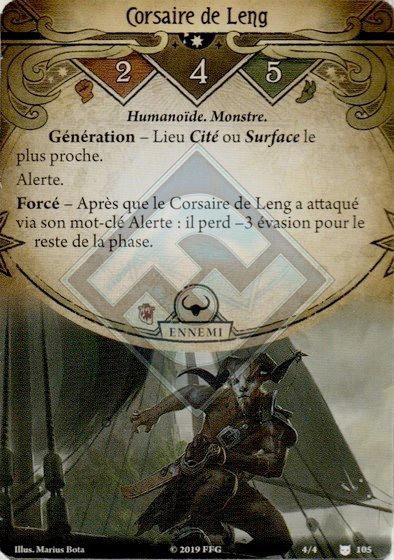 Corsaire de Leng
2 4 5
Humanoïde. Monstre.
Génération – Lieu Cité ou Surface le
plus proche.
Alerte.
Forcé – Après que le Corsaire de Leng a attaqué
via son mot-clé Alerte : il perd –3 évasion pour le
reste de la phase.
ENNEMI
Illus. Marius Bota
© 2019 FFG
4/4
105